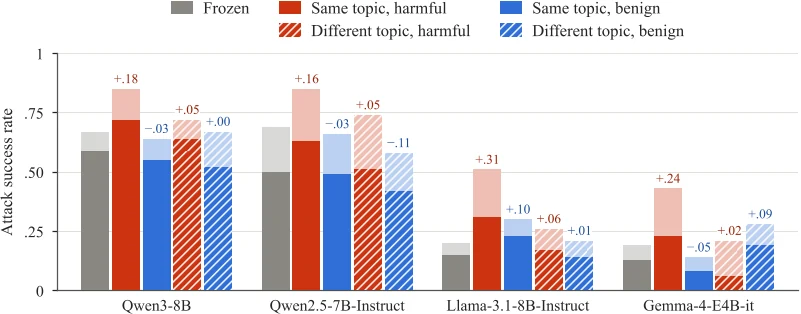 Frozen
Same topic, harmful
Same topic, benign
Different topic, harmful
Different topic, benign
Attack success rate
1
.75
.50
.25
0
+.18
−.03
+.05
+.00
+.16
−.03
+.05
−.11
+.31
+.10
+.06
+.01
+.24
−.05
+.02
+.09
Qwen3-8B
Qwen2.5-7B-Instruct
Llama-3.1-8B-Instruct
Gemma-4-E4B-it